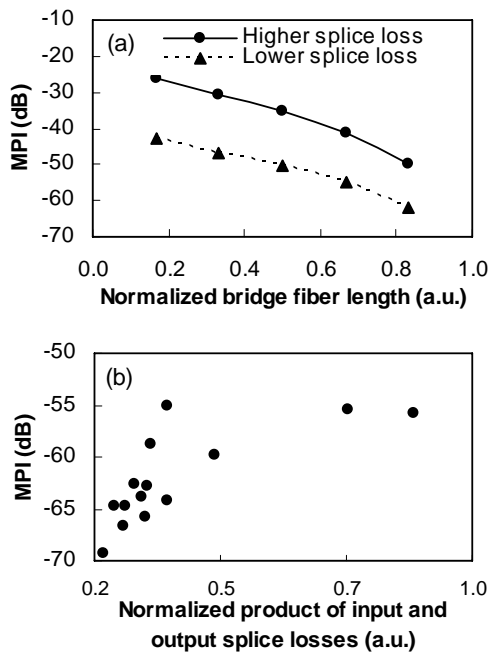 -10
(a)
Higher splice loss
Lower splice loss
-20
-30
-40
-50
-60
-70
MPI (dB)
0.0 0.2 0.4 0.6 0.8 1.0
Normalized bridge fiber length (a.u.)
-50
(b)
-55
-60
-65
-70
MPI (dB)
0.2 0.5 0.7 1.0
Normalized product of input and
output splice losses (a.u.)